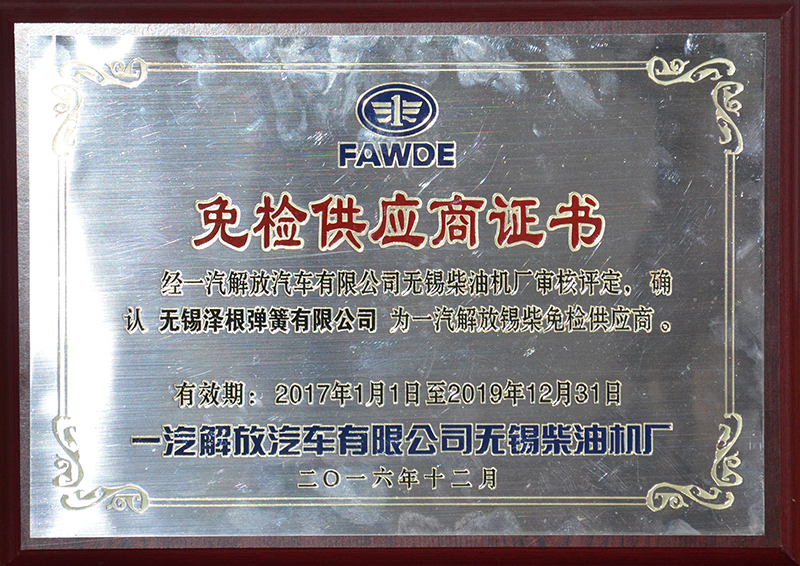 FAWDE
免检供应商证书
经一汽解放汽车有限公司无锡柴油机厂审核评定，确
认 无锡泽根弹簧有限公司 为一汽解放锡柴免检供应商。
有效期：2017年1月1日至2019年12月31日
一汽解放汽车有限公司无锡柴油机厂
二〇一六年十二月